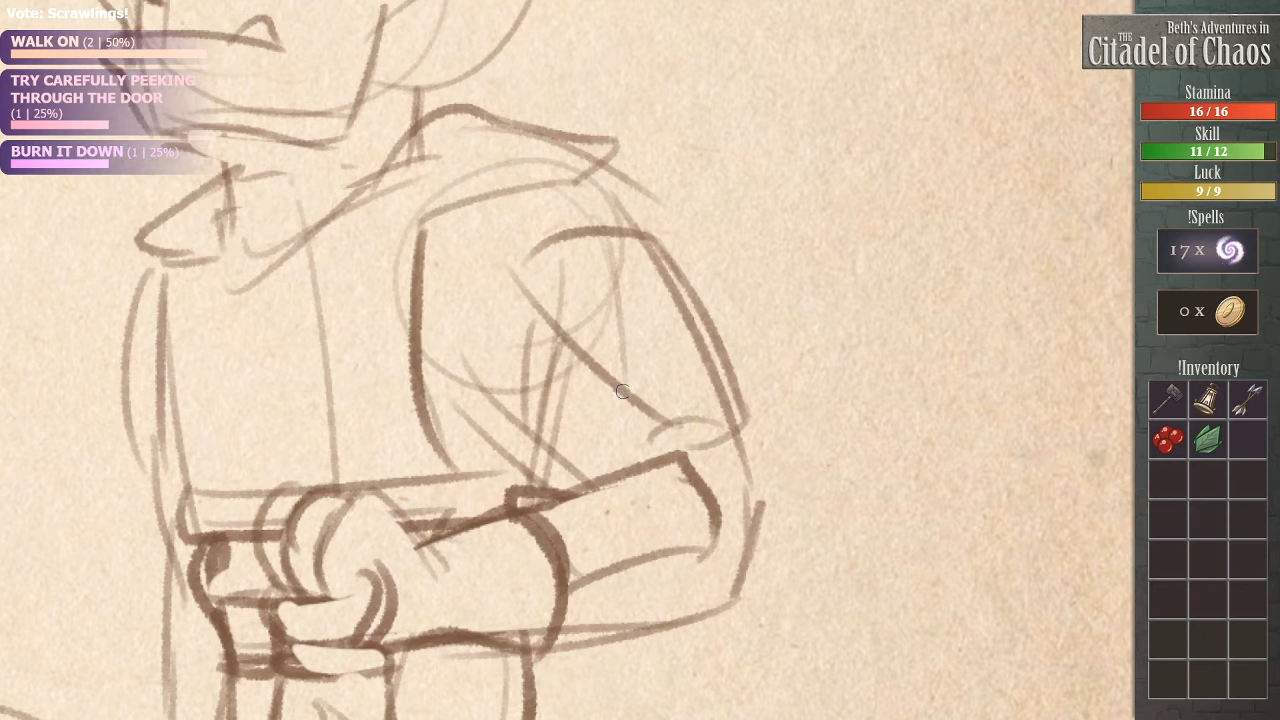 Vote: Scrawlings!
WALK ON (2 | 50%)
TRY CAREFULLY PEEKING
THROUGH THE DOOR
(1 | 25%)
BURN IT DOWN (1 | 25%)
Beth's Adventures in
THE
Citadel of Chaos
Stamina
16 / 16
Skill
11 / 12
Luck
9 / 9
!Spells
17 x
0 x
!Inventory